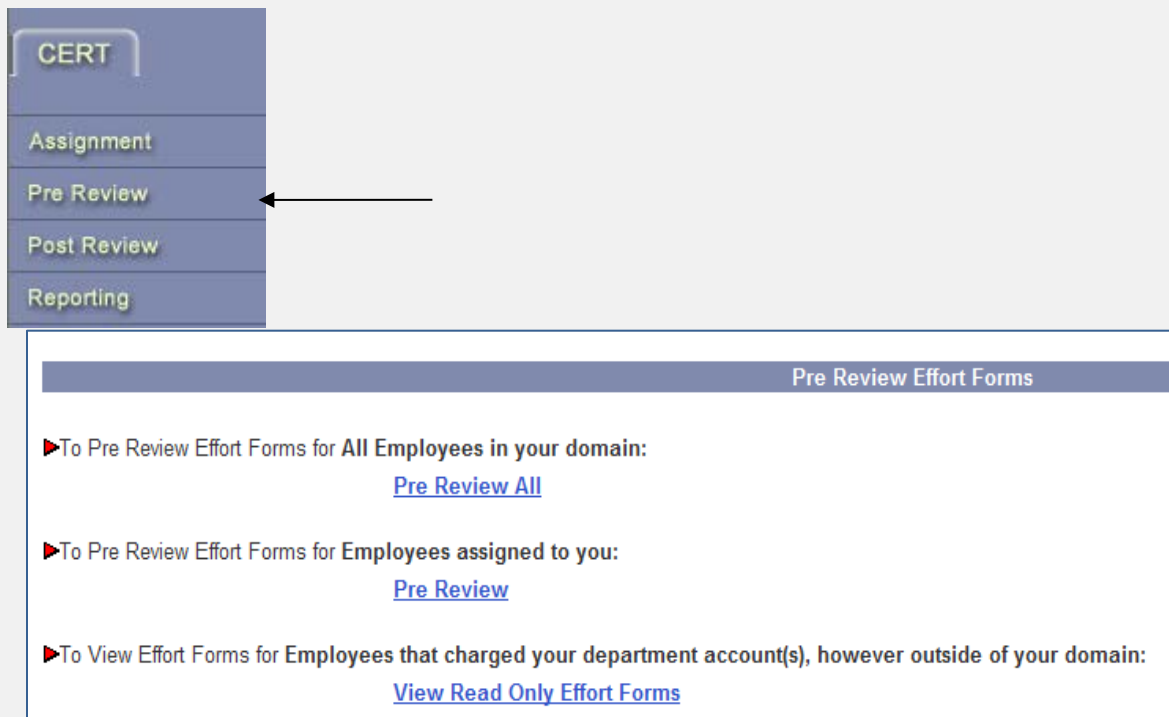 CERT
Assignment
Pre Review
Post Review
Reporting
Pre Review Effort Forms
To Pre Review Effort Forms for All Employees in your domain:
Pre Review All
To Pre Review Effort Forms for Employees assigned to you:
Pre Review
To View Effort Forms for Employees that charged your department account(s), however outside of your domain:
View Read Only Effort Forms